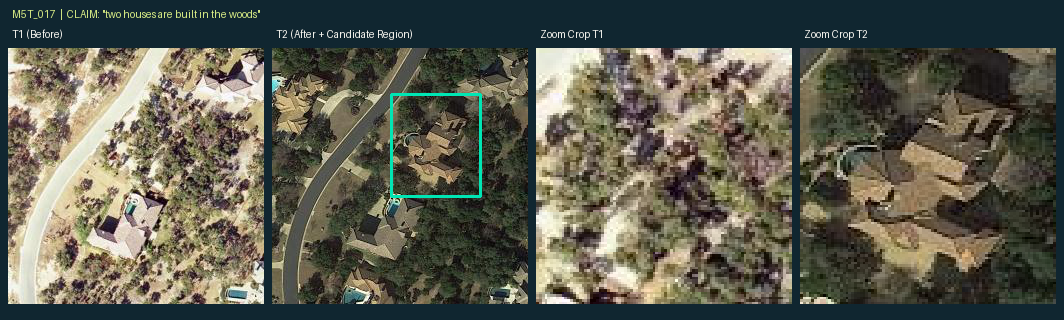 M5T_017 | CLAIM: "two houses are built in the woods"
T1 (Before)
T2 (After + Candidate Region)
Zoom Crop T1
Zoom Crop T2